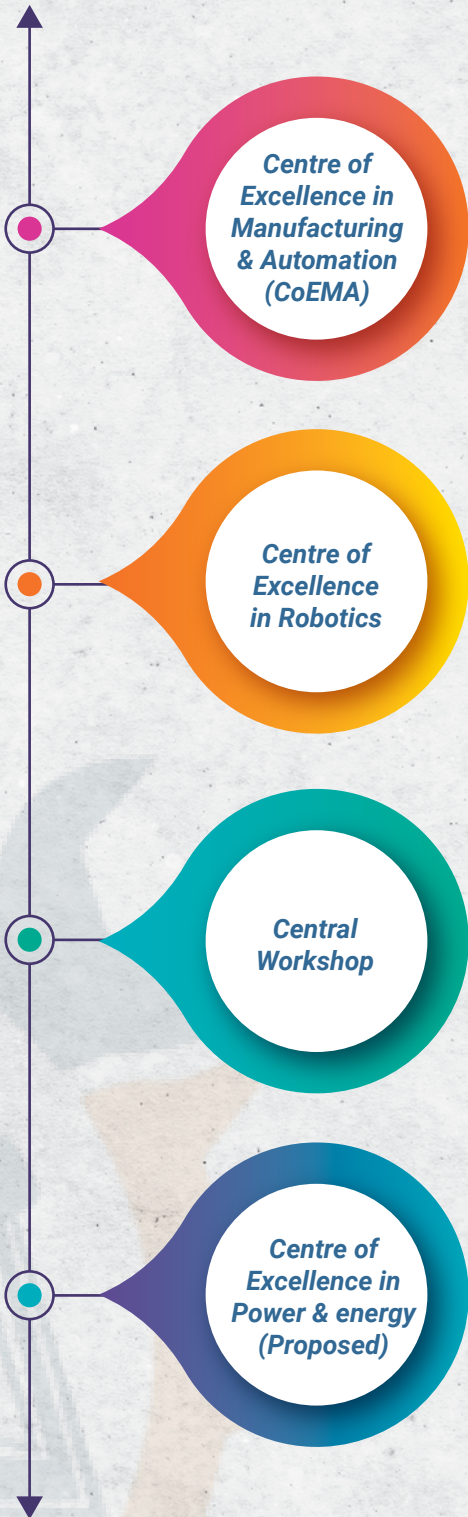 Centre of
Excellence in
Manufacturing
& Automation
(CoEMA)
Centre of
Excellence
in Robotics
Central
Workshop
Centre of
Excellence in
Power & energy
(Proposed)